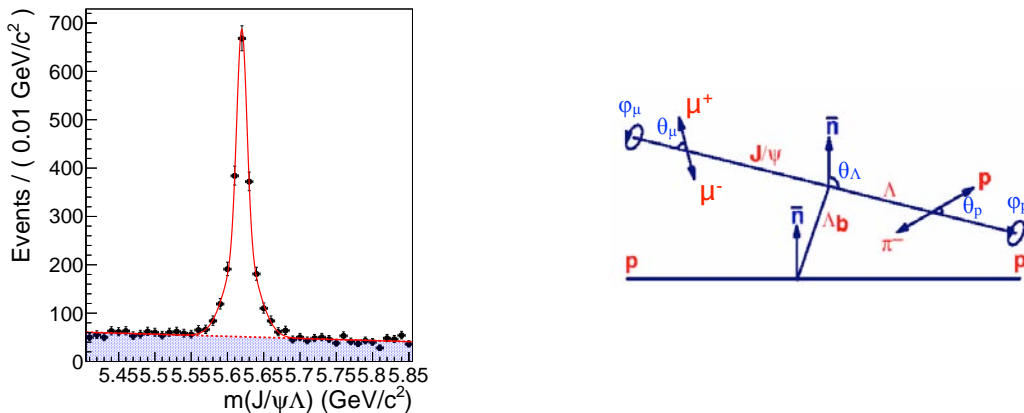 Events / ( 0.01 GeV/c²)
700
600
500
400
300
200
100
0
5.45 5.5 5.55 5.6 5.65 5.7 5.75 5.8 5.85
m(J/ψΛ) (GeV/c²)
φμ
θμ
μ⁺
μ⁻
J/ψ
n̄
θΛ
Λ
p
θp
φp
π⁻
n̄
Λb
p
p